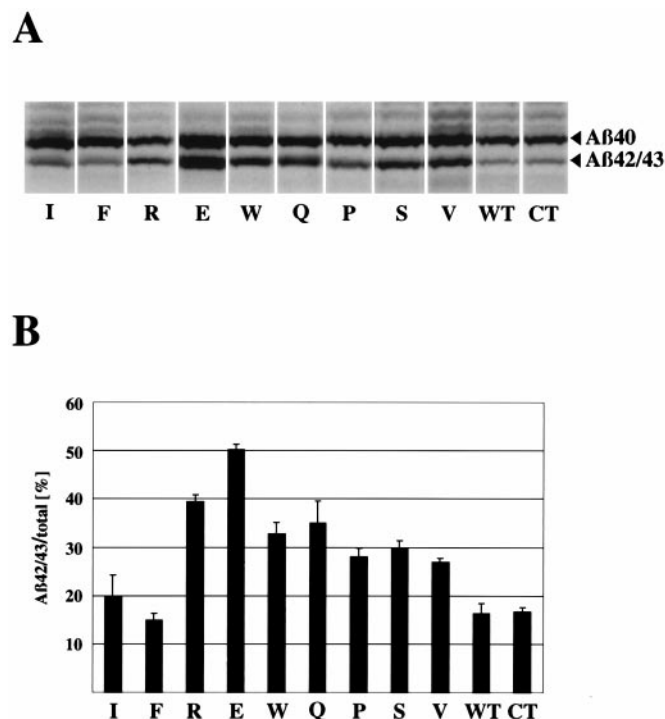 A
Aß40
Aß42/43
I F R E W Q P S V WT CT
B
Aß42/43/total [%]
60
50
40
30
20
10
I F R E W Q P S V WT CT